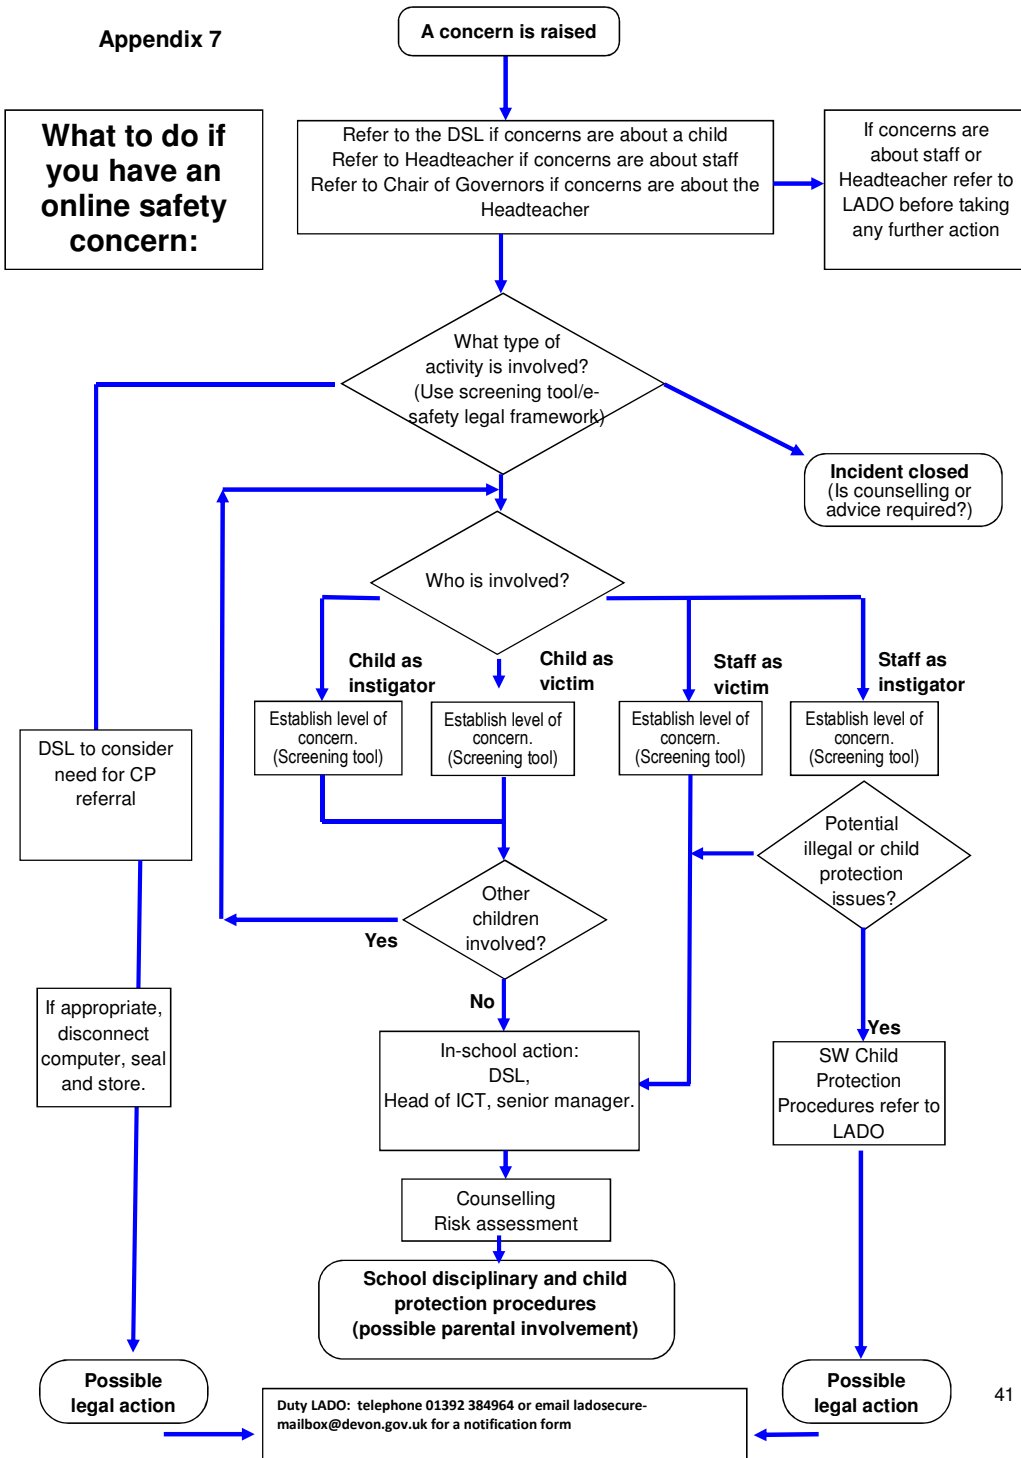 Appendix 7
A concern is raised
What to do if
you have an
online safety
concern:
Refer to the DSL if concerns are about a child
Refer to Headteacher if concerns are about staff
Refer to Chair of Governors if concerns are about the
Headteacher
If concerns are
about staff or
Headteacher refer to
LADO before taking
any further action
What type of
activity is involved?
(Use screening tool/e-
safety legal framework)
Incident closed
(Is counselling or
advice required?)
Who is involved?
Child as
instigator
Child as
victim
Staff as
victim
Staff as
instigator
Establish level of
concern.
(Screening tool)
Establish level of
concern.
(Screening tool)
Establish level of
concern.
(Screening tool)
Establish level of
concern.
(Screening tool)
DSL to consider
need for CP
referral
Potential
illegal or child
protection
issues?
Other
children
involved?
Yes
No
If appropriate,
disconnect
computer, seal
and store.
In-school action:
DSL,
Head of ICT, senior manager.
Yes
SW Child
Protection
Procedures refer to
LADO
Counselling
Risk assessment
School disciplinary and child
protection procedures
(possible parental involvement)
Possible
legal action
Possible
legal action
Duty LADO: telephone 01392 384964 or email ladosecure-
mailbox@devon.gov.uk for a notification form
41